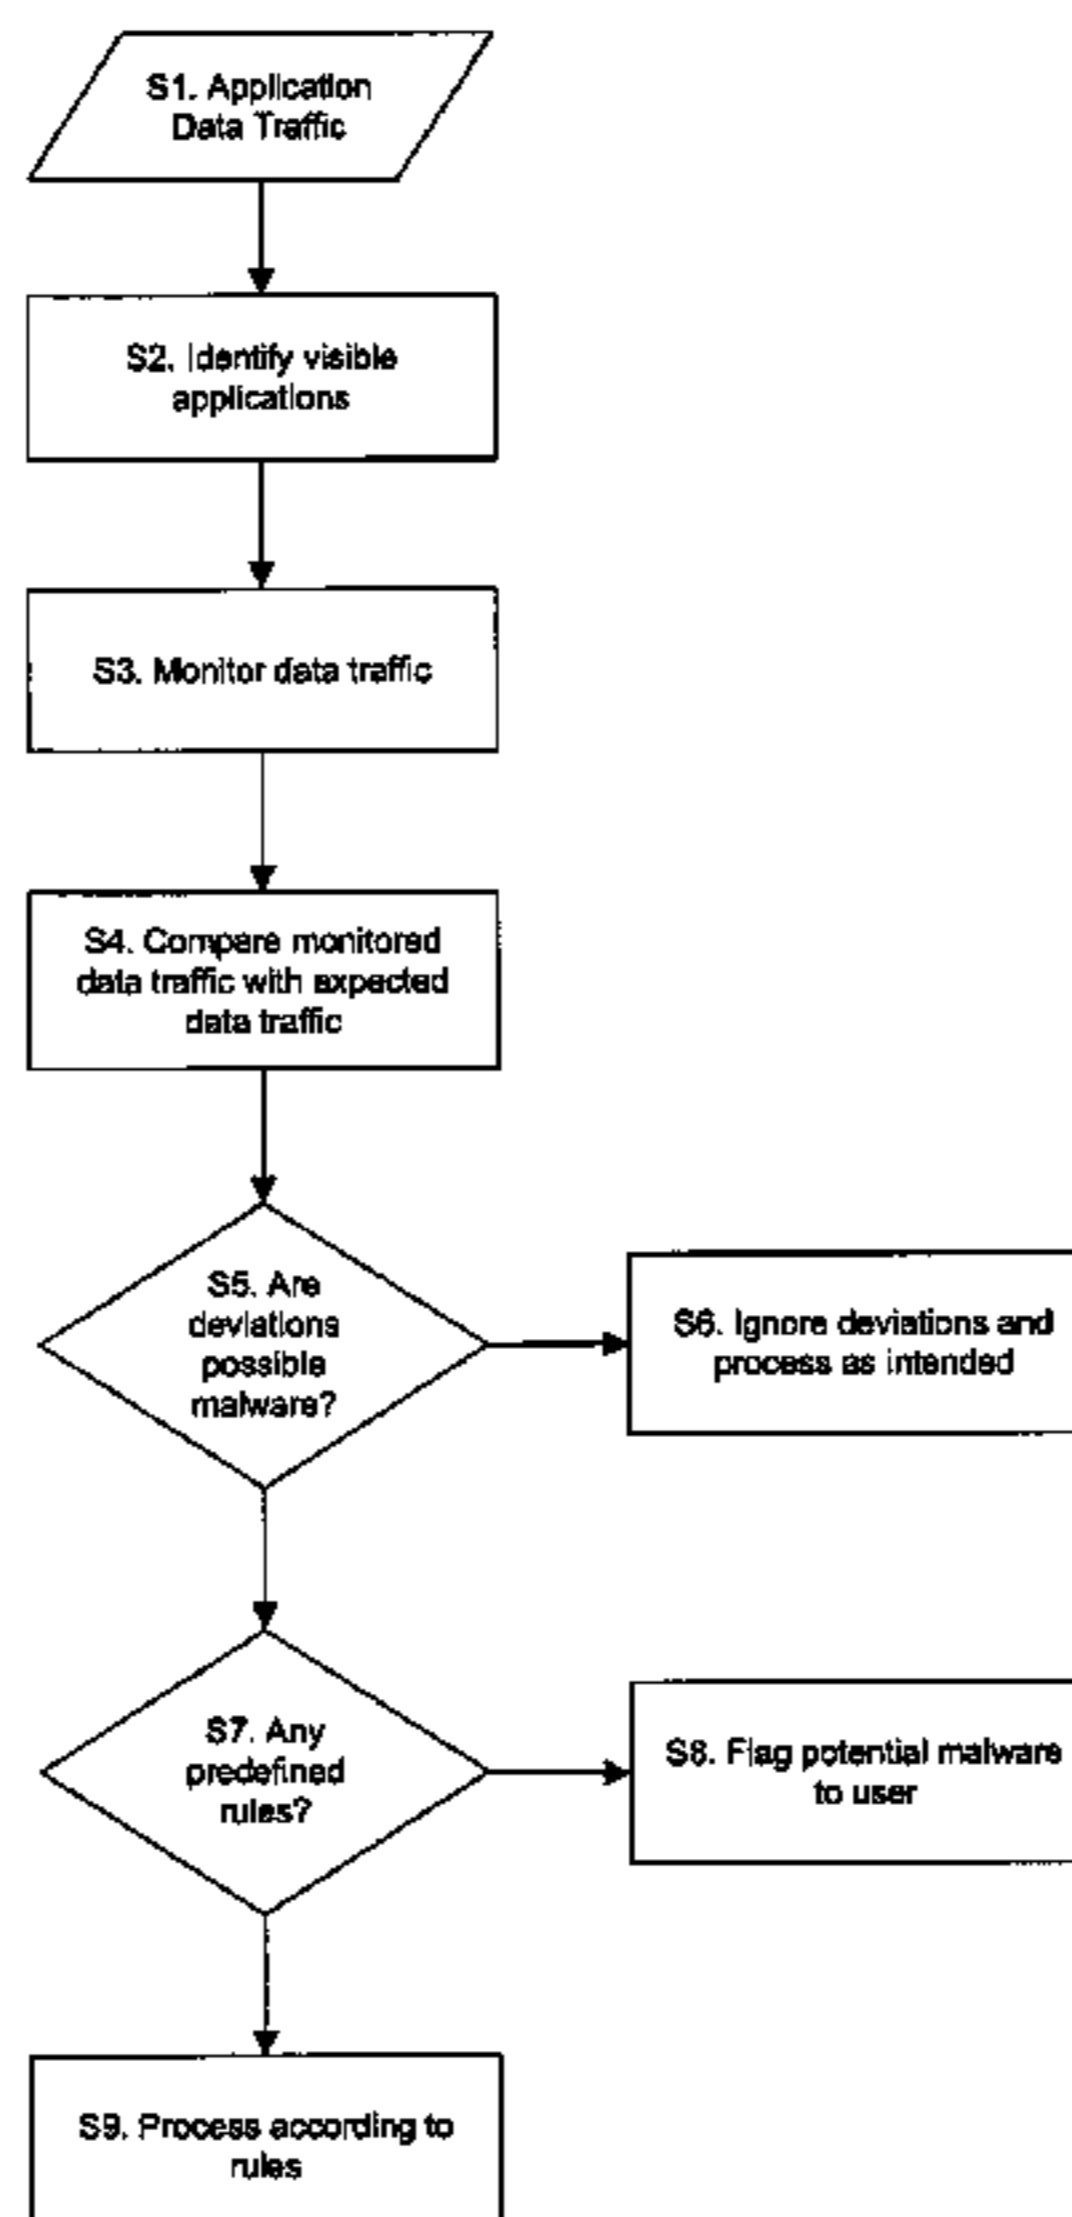 S1. Application
Data Traffic
S2. Identify visible
applications
S3. Monitor data traffic
S4. Compare monitored
data traffic with expected
data traffic
S5. Are
deviations
possible
malware?
S6. Ignore deviations and
process as intended
S7. Any
predefined
rules?
S8. Flag potential malware
to user
S9. Process according to
rules